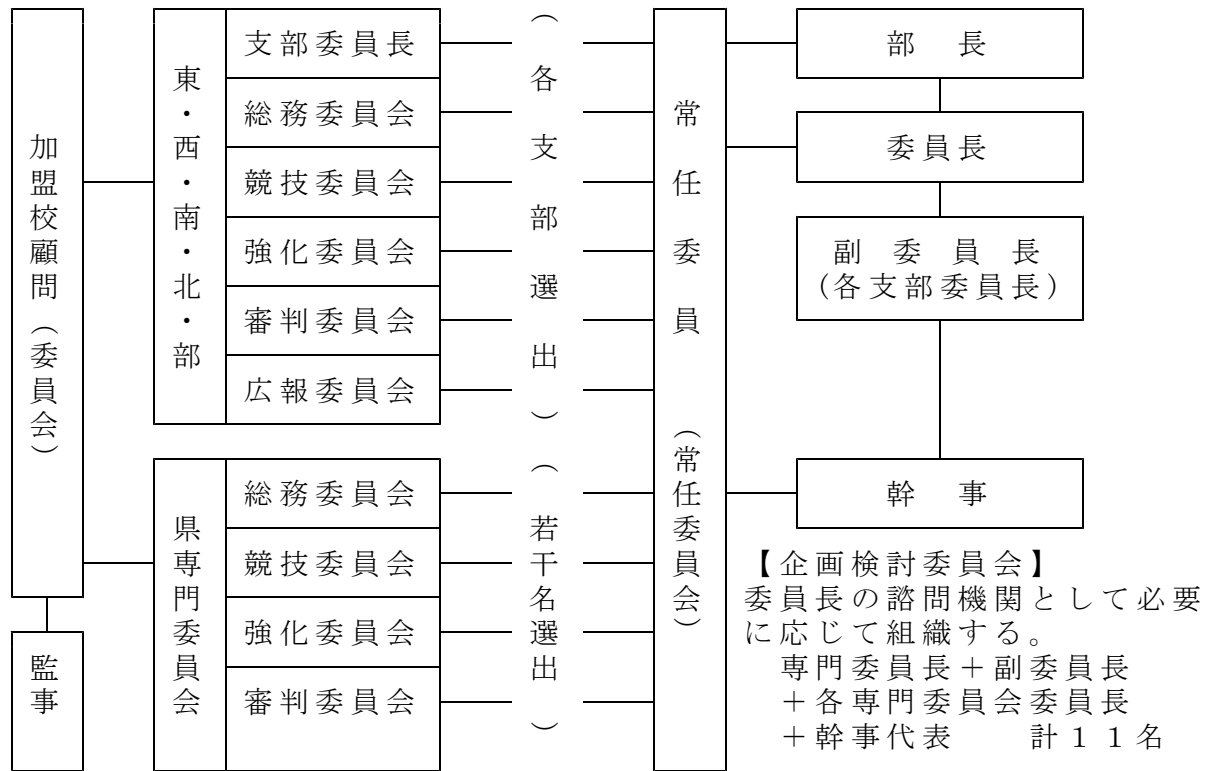 加盟校顧問（委員会）
監事
東・西・南・北・部
支部委員長
総務委員会
競技委員会
強化委員会
審判委員会
広報委員会
（各支部選出）
県専門委員会
総務委員会
競技委員会
強化委員会
審判委員会
（若干名選出）
常任委員（常任委員会）
部　長
委員長
副　委　員　長
（各支部委員長）
幹　事
【企画検討委員会】
委員長の諮問機関として必要
に応じて組織する。
専門委員長＋副委員長
＋各専門委員会委員長
＋幹事代表　　計１１名